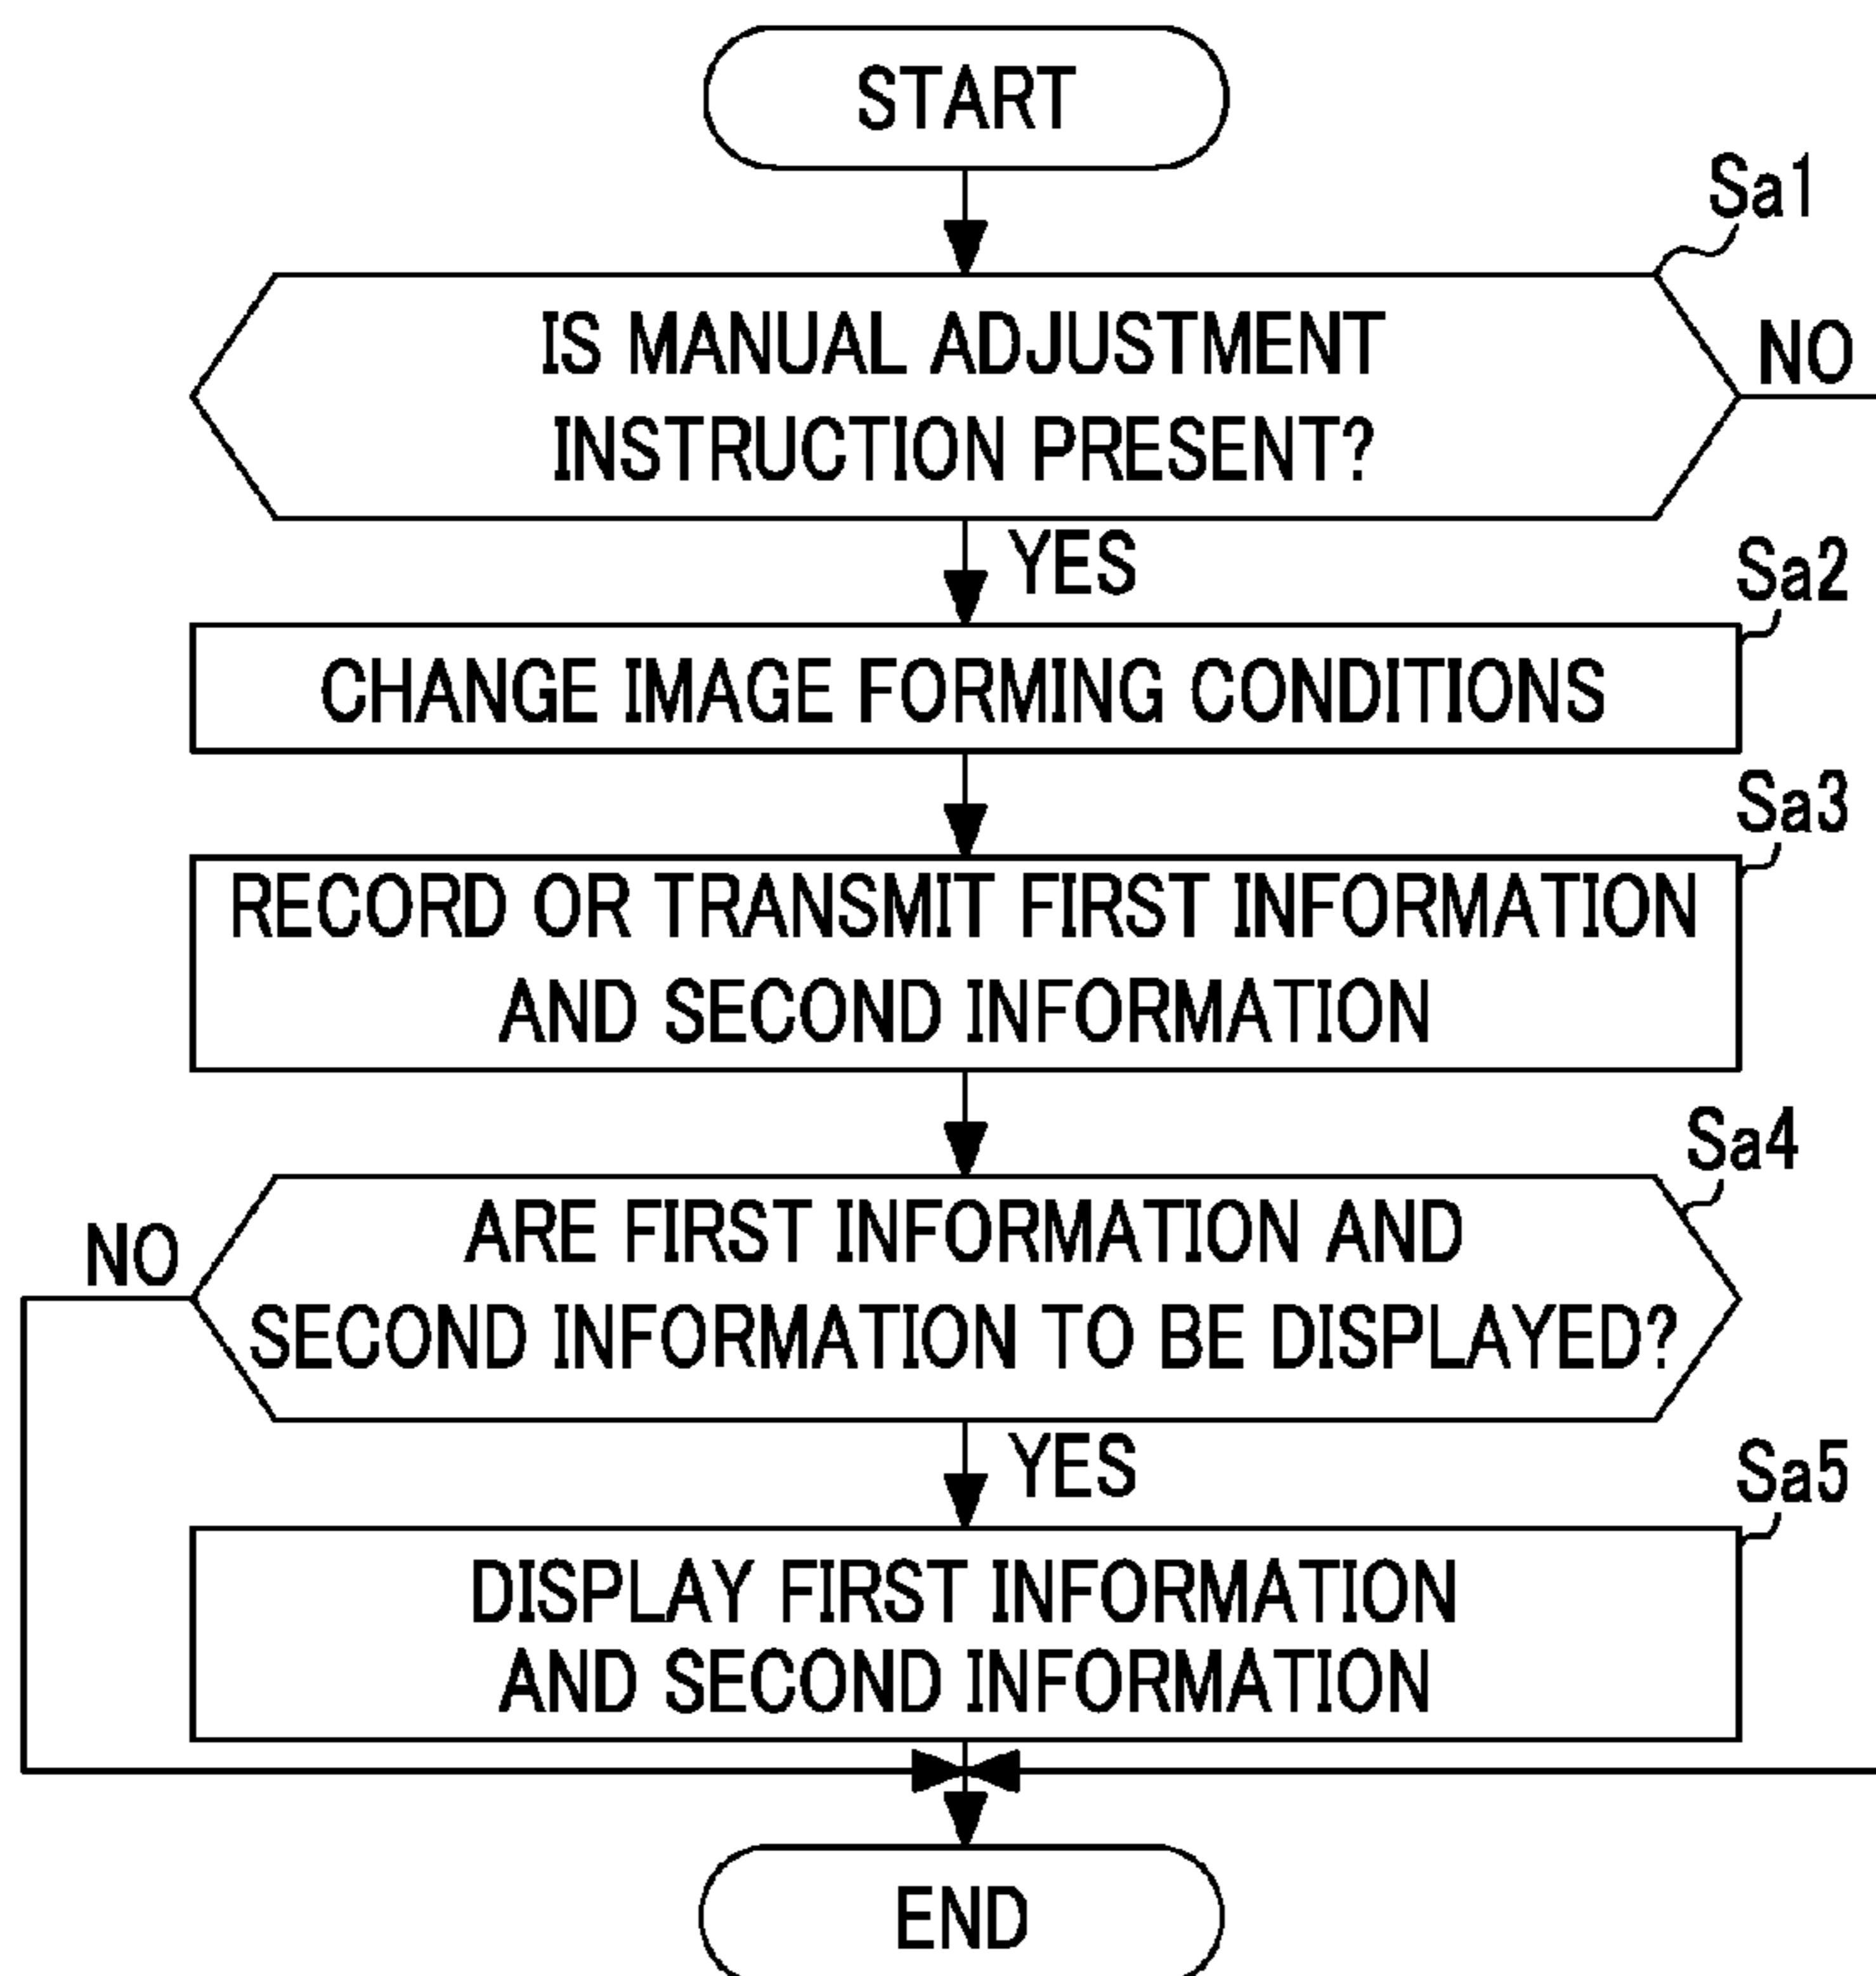 START
Sa1
IS MANUAL ADJUSTMENT
INSTRUCTION PRESENT?
NO
YES
Sa2
CHANGE IMAGE FORMING CONDITIONS
Sa3
RECORD OR TRANSMIT FIRST INFORMATION
AND SECOND INFORMATION
Sa4
NO
ARE FIRST INFORMATION AND
SECOND INFORMATION TO BE DISPLAYED?
YES
Sa5
DISPLAY FIRST INFORMATION
AND SECOND INFORMATION
END